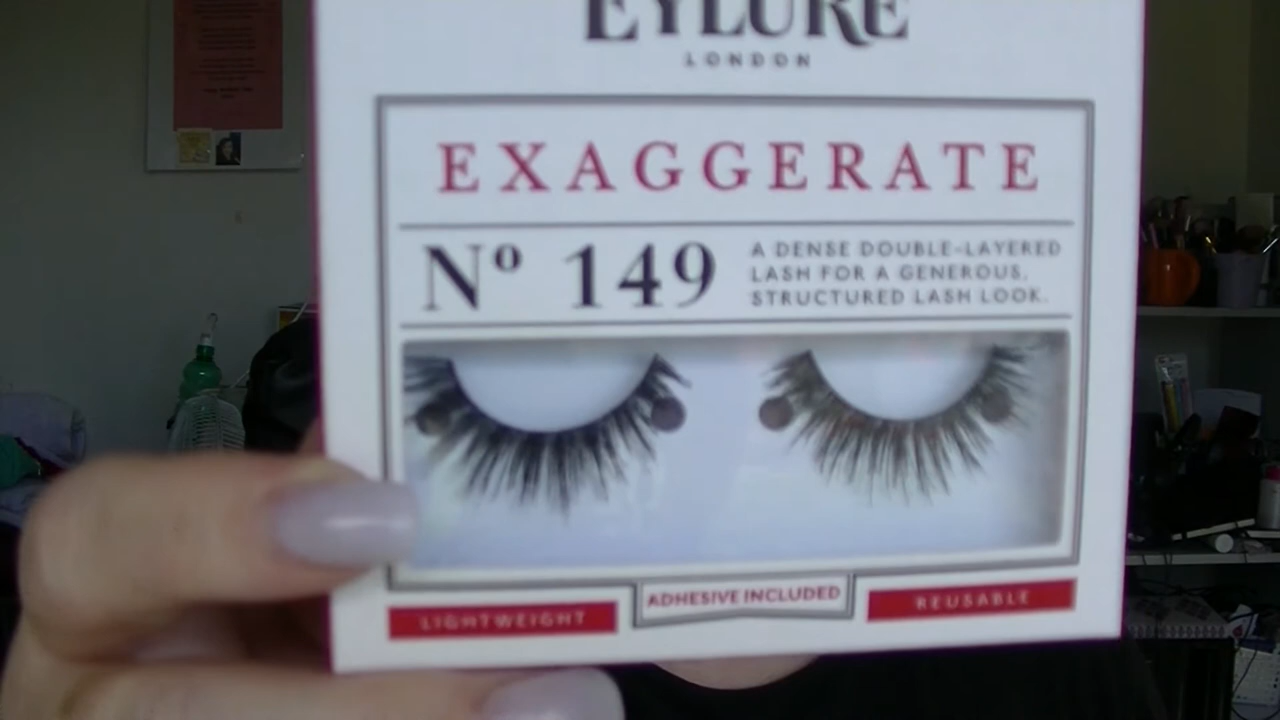 EYLURE
LONDON
EXAGGERATE
Nº 149
A DENSE DOUBLE-LAYERED
LASH FOR A GENEROUS,
STRUCTURED LASH LOOK.
ADHESIVE INCLUDED
LIGHTWEIGHT
REUSABLE